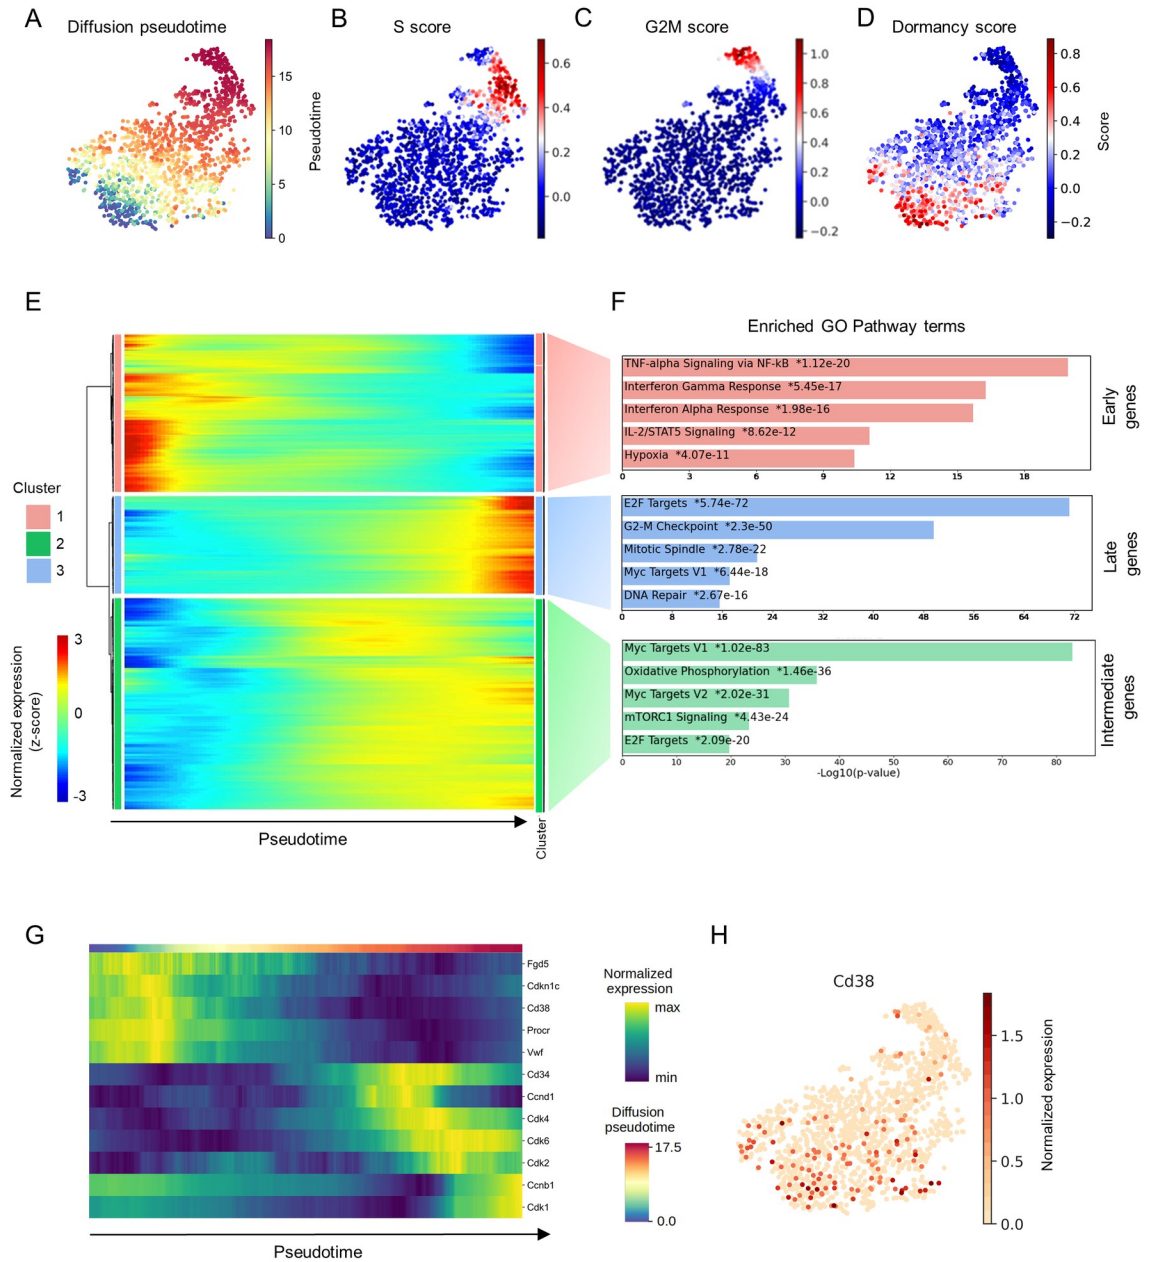 A
Diffusion pseudotime
15
10
5
0
Pseudotime
B
S score
0.6
0.4
0.2
0.0
C
G2M score
1.0
0.8
0.6
0.4
0.2
0.0
−0.2
D
Dormancy score
0.8
0.6
0.4
0.2
0.0
−0.2
Score
E
Cluster
1
2
3
Normalized expression
(z-score)
3
0
-3
Pseudotime
Cluster
F
Enriched GO Pathway terms
TNF-alpha Signaling via NF-kB *1.12e-20
Interferon Gamma Response *5.45e-17
Interferon Alpha Response *1.98e-16
IL-2/STAT5 Signaling *8.62e-12
Hypoxia *4.07e-11
0 3 6 9 12 15 18
Early
genes
E2F Targets *5.74e-72
G2-M Checkpoint *2.3e-50
Mitotic Spindle *2.78e-22
Myc Targets V1 *6.44e-18
DNA Repair *2.67e-16
0 8 16 24 32 40 48 56 64 72
Late
genes
Myc Targets V1 *1.02e-83
Oxidative Phosphorylation *1.46e-36
Myc Targets V2 *2.02e-31
mTORC1 Signaling *4.43e-24
E2F Targets *2.09e-20
0 10 20 30 40 50 60 70 80
-Log10(p-value)
Intermediate
genes
G
Fgd5
Cdkn1c
Cd38
Procr
Vwf
Cd34
Ccnd1
Cdk4
Cdk6
Cdk2
Ccnb1
Cdk1
Pseudotime
Normalized
expression
max
min
Diffusion
pseudotime
17.5
0.0
H
Cd38
1.5
1.0
0.5
0.0
Normalized expression